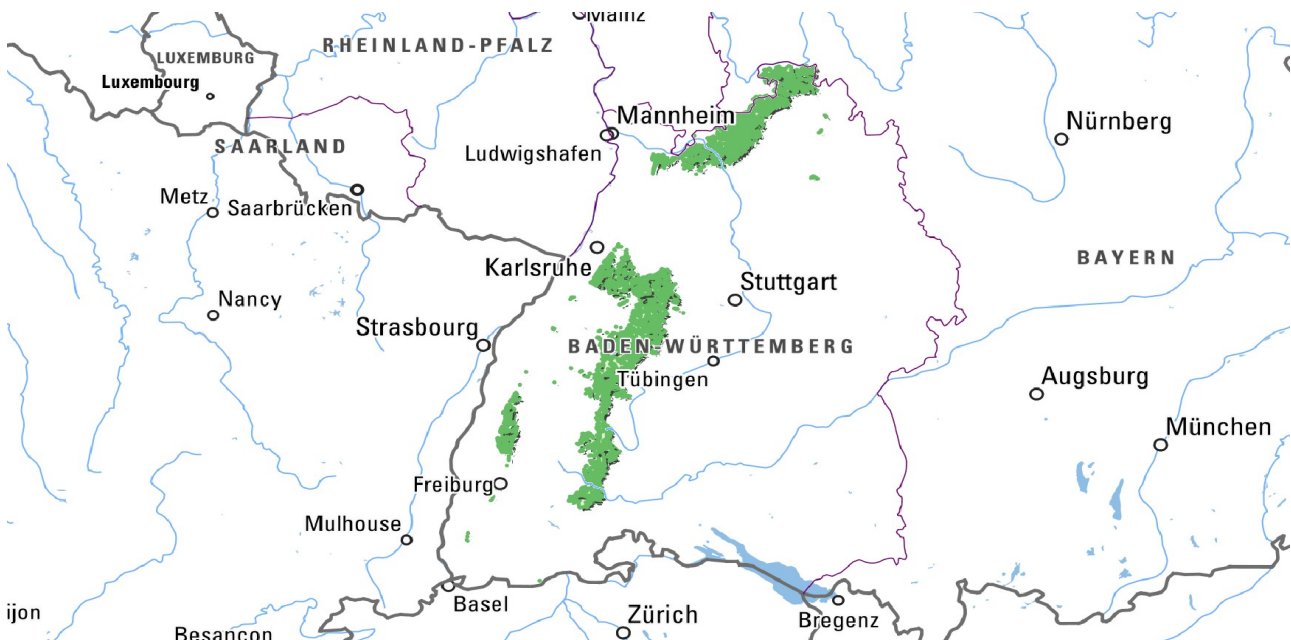 Mainz
RHEINLAND-PFALZ
LUXEMBURG
Luxembourg
Mannheim
Nürnberg
SAARLAND
Ludwigshafen
Metz
Saarbrücken
BAYERN
Karlsruhe
Stuttgart
Nancy
Strasbourg
BADEN-WÜRTTEMBERG
Tübingen
Augsburg
München
Freiburg
Mulhouse
Basel
ijon
Zürich
Bregenz
Besançon